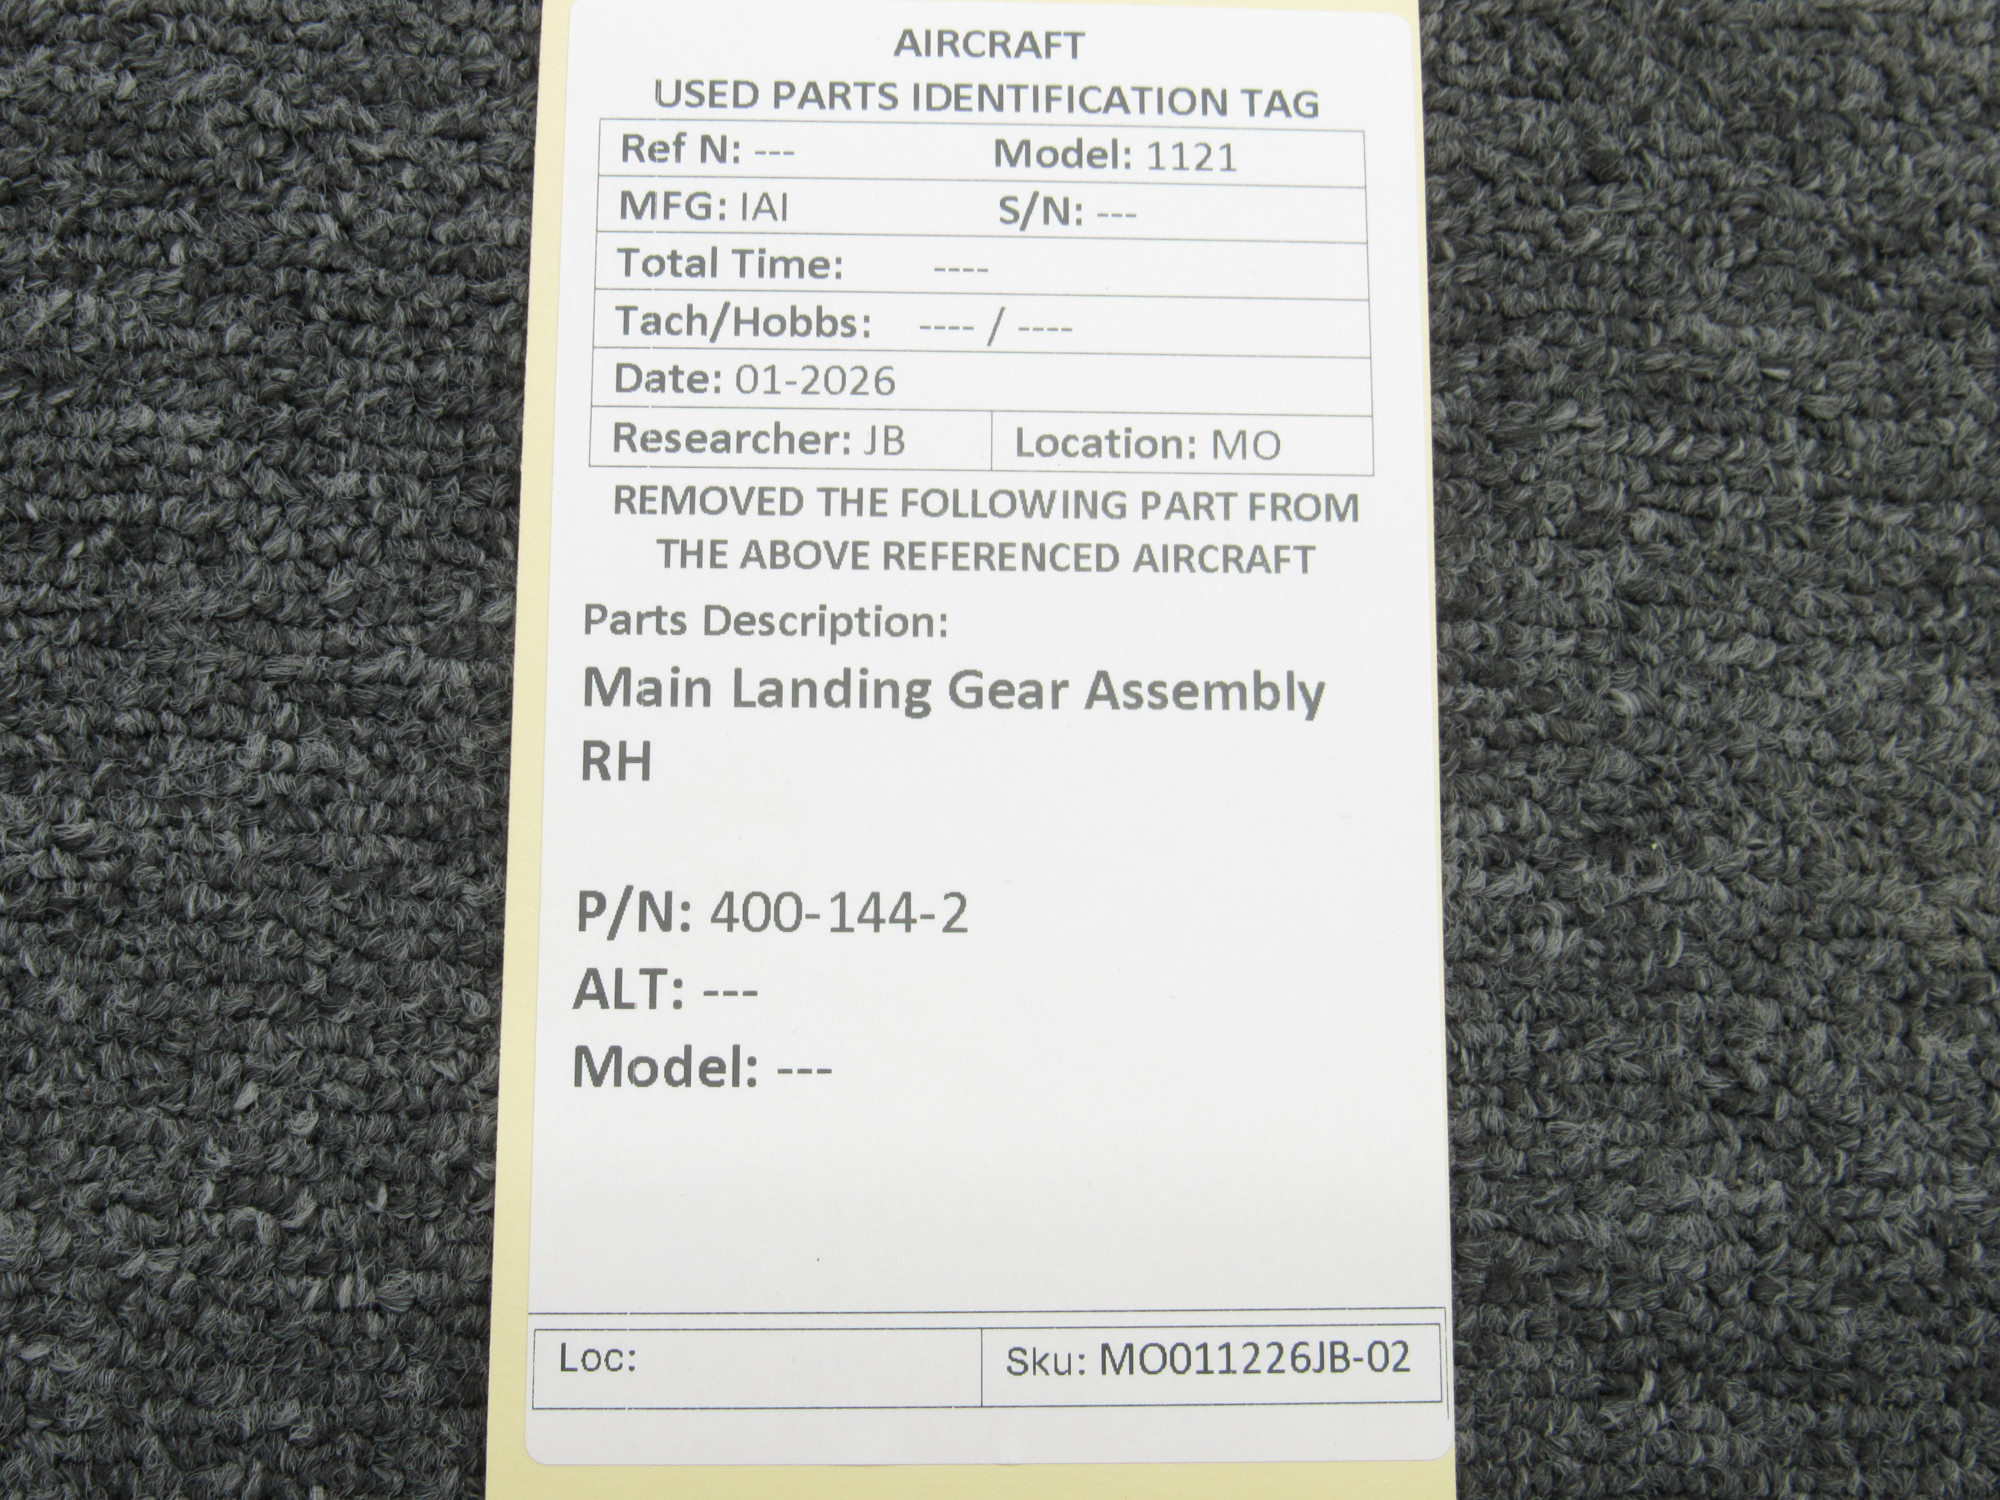 AIRCRAFT
USED PARTS IDENTIFICATION TAG
Ref N: --- Model: 1121
MFG: IAI S/N: ---
Total Time: ----
Tach/Hobbs: ---- / ----
Date: 01-2026
Researcher: JB Location: MO
REMOVED THE FOLLOWING PART FROM
THE ABOVE REFERENCED AIRCRAFT
Parts Description:
Main Landing Gear Assembly
RH
P/N: 400-144-2
ALT: ---
Model: ---
Loc: Sku: MO011226JB-02